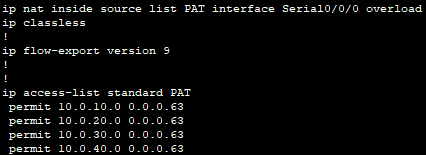 ip nat inside source list PAT interface Serial0/0/0 overload
ip classless
!
ip flow-export version 9
!
!
ip access-list standard PAT
 permit 10.0.10.0 0.0.0.63
 permit 10.0.20.0 0.0.0.63
 permit 10.0.30.0 0.0.0.63
 permit 10.0.40.0 0.0.0.63